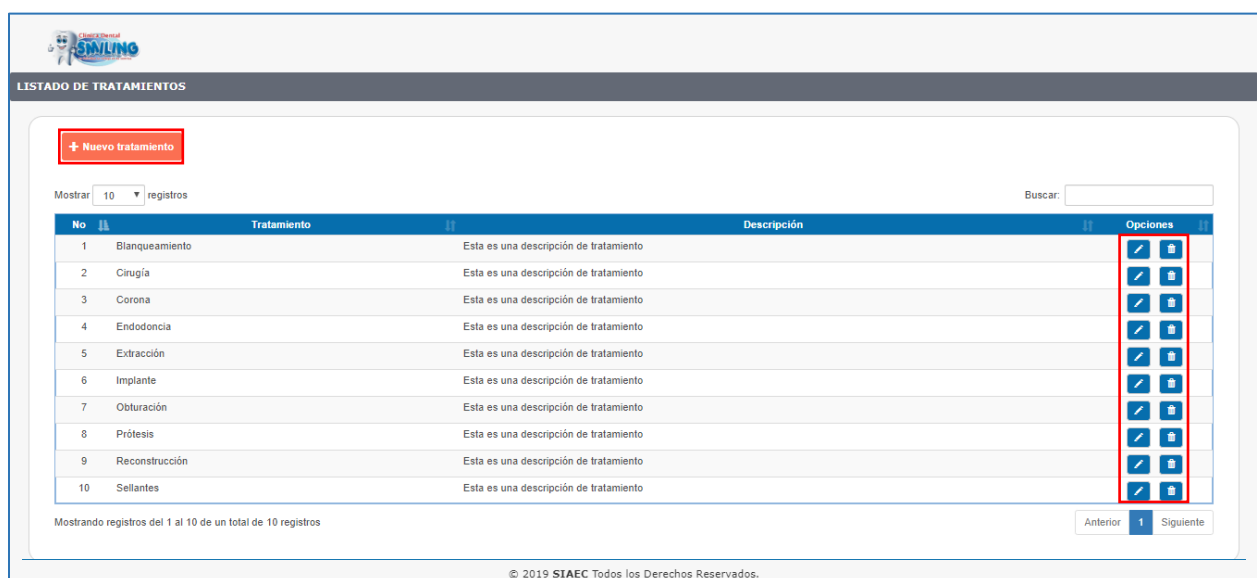 Clínica Dental
SMILING
LISTADO DE TRATAMIENTOS
+ Nuevo tratamiento
Mostrar 10 registros Buscar:
No Tratamiento Descripción Opciones
1 Blanqueamiento Esta es una descripción de tratamiento
2 Cirugía Esta es una descripción de tratamiento
3 Corona Esta es una descripción de tratamiento
4 Endodoncia Esta es una descripción de tratamiento
5 Extracción Esta es una descripción de tratamiento
6 Implante Esta es una descripción de tratamiento
7 Obturación Esta es una descripción de tratamiento
8 Prótesis Esta es una descripción de tratamiento
9 Reconstrucción Esta es una descripción de tratamiento
10 Sellantes Esta es una descripción de tratamiento
Mostrando registros del 1 al 10 de un total de 10 registros Anterior 1 Siguiente
© 2019 SIAEC Todos los Derechos Reservados.